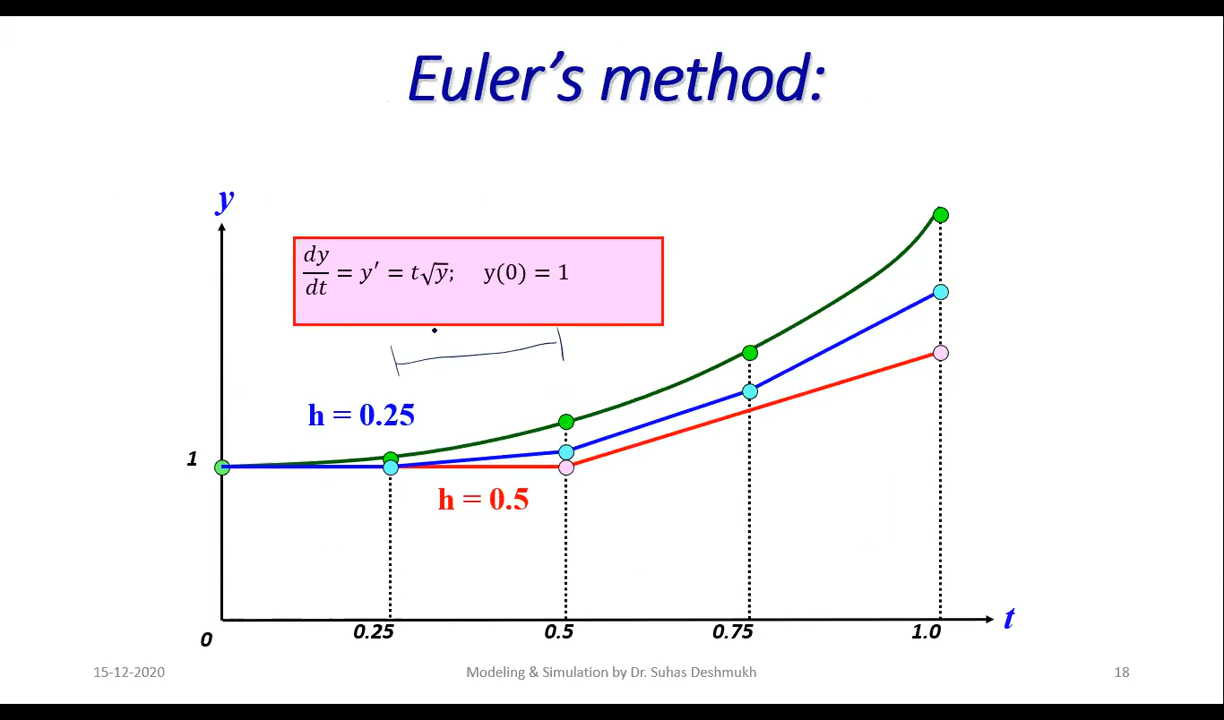 Euler's method:
y
dy/dt = y′ = t√y;    y(0) = 1
h = 0.25
1
h = 0.5
0
0.25
0.5
0.75
1.0
t
15-12-2020
Modeling & Simulation by Dr. Suhas Deshmukh
18